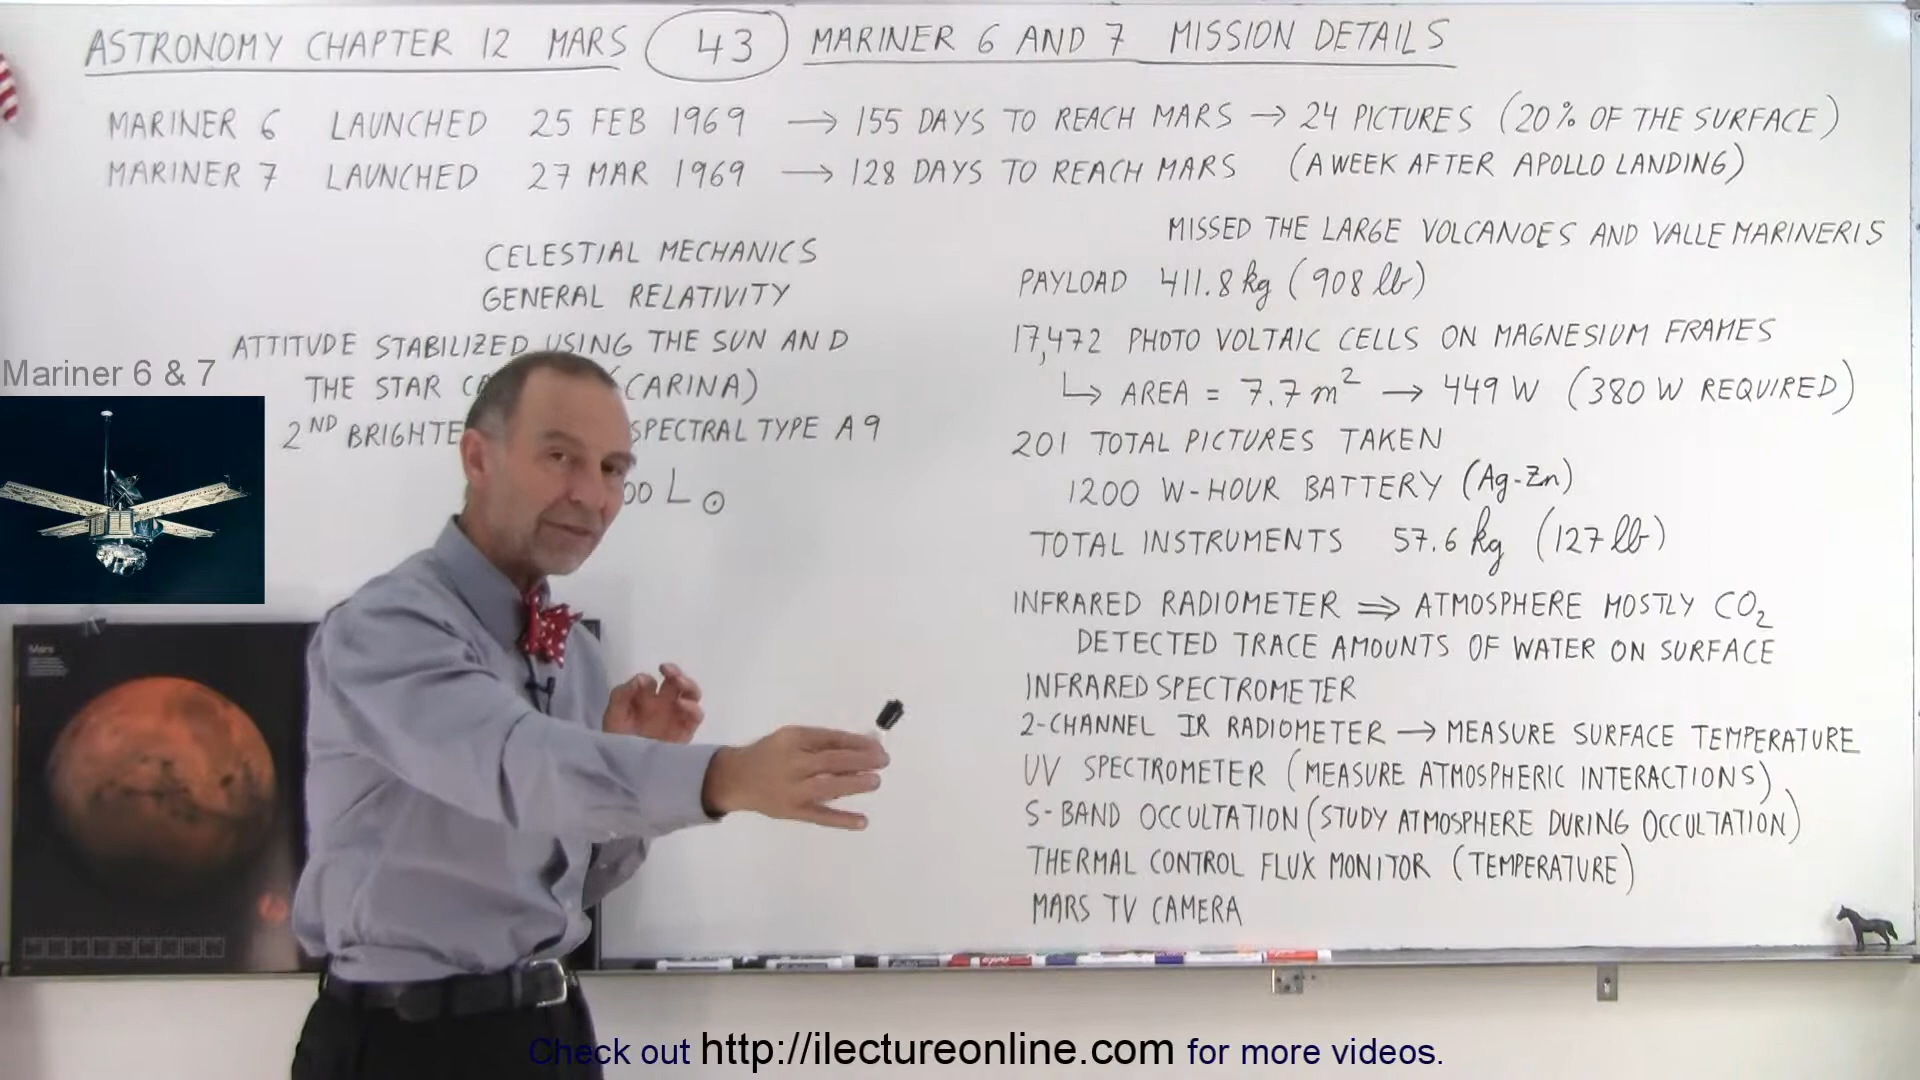 ASTRONOMY CHAPTER 12 MARS 43 MARINER 6 AND 7 MISSION DETAILS
MARINER 6 LAUNCHED 25 FEB 1969 → 155 DAYS TO REACH MARS → 24 PICTURES (20% OF THE SURFACE)
MARINER 7 LAUNCHED 27 MAR 1969 → 128 DAYS TO REACH MARS (A WEEK AFTER APOLLO LANDING)
CELESTIAL MECHANICS
GENERAL RELATIVITY
ATTITUDE STABILIZED USING THE SUN AND
THE STAR (CARINA)
2ND SPECTRAL TYPE A9
L☉
Mariner 6 & 7
Mars
MISSED THE LARGE VOLCANOES AND VALLE MARINERIS
PAYLOAD 411.8 kg (908 lb)
17,472 PHOTO VOLTAIC CELLS ON MAGNESIUM FRAMES
↳ AREA = 7.7 m² → 449 W (380 W REQUIRED)
201 TOTAL PICTURES TAKEN
1200 W-HOUR BATTERY (Ag-Zn)
TOTAL INSTRUMENTS 57.6 kg (127 lb)
INFRARED RADIOMETER ⇒ ATMOSPHERE MOSTLY CO₂
DETECTED TRACE AMOUNTS OF WATER ON SURFACE
INFRARED SPECTROMETER
2-CHANNEL IR RADIOMETER → MEASURE SURFACE TEMPERATURE
UV SPECTROMETER (MEASURE ATMOSPHERIC INTERACTIONS)
S-BAND OCCULTATION (STUDY ATMOSPHERE DURING OCCULTATION)
THERMAL CONTROL FLUX MONITOR (TEMPERATURE)
MARS TV CAMERA
Check out http://ilectureonline.com for more videos.